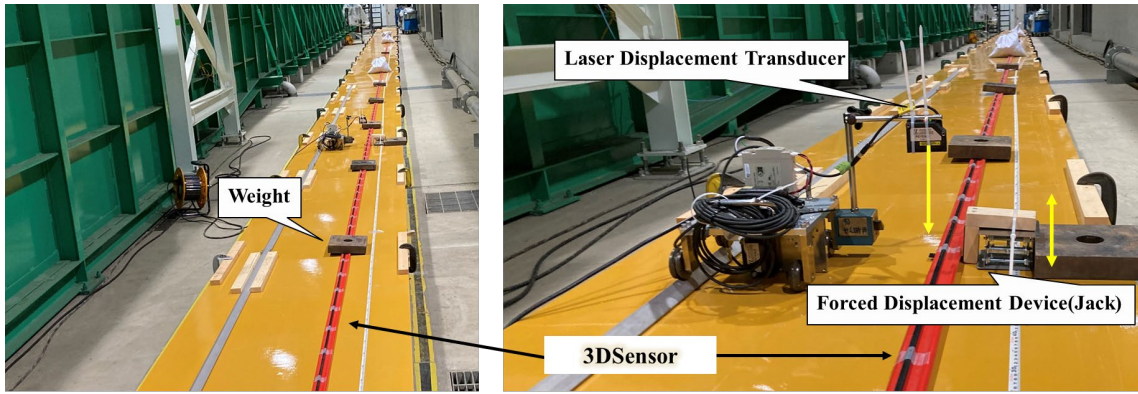 Weight
Laser Displacement Transducer
Forced Displacement Device(Jack)
3DSensor